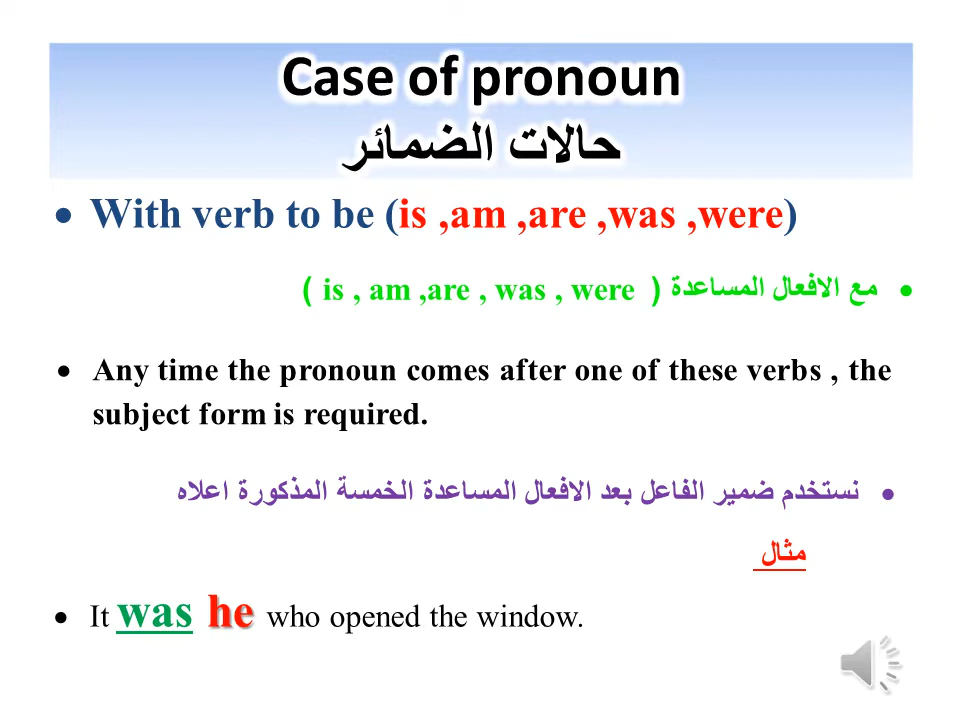 Case of pronoun
حالات الضمائر
• With verb to be (is ,am ,are ,was ,were)
• مع الافعال المساعدة ( is , am ,are , was , were )
• Any time the pronoun comes after one of these verbs , the
subject form is required.
• نستخدم ضمير الفاعل بعد الافعال المساعدة الخمسة المذكورة اعلاه
مثال
• It was he who opened the window.